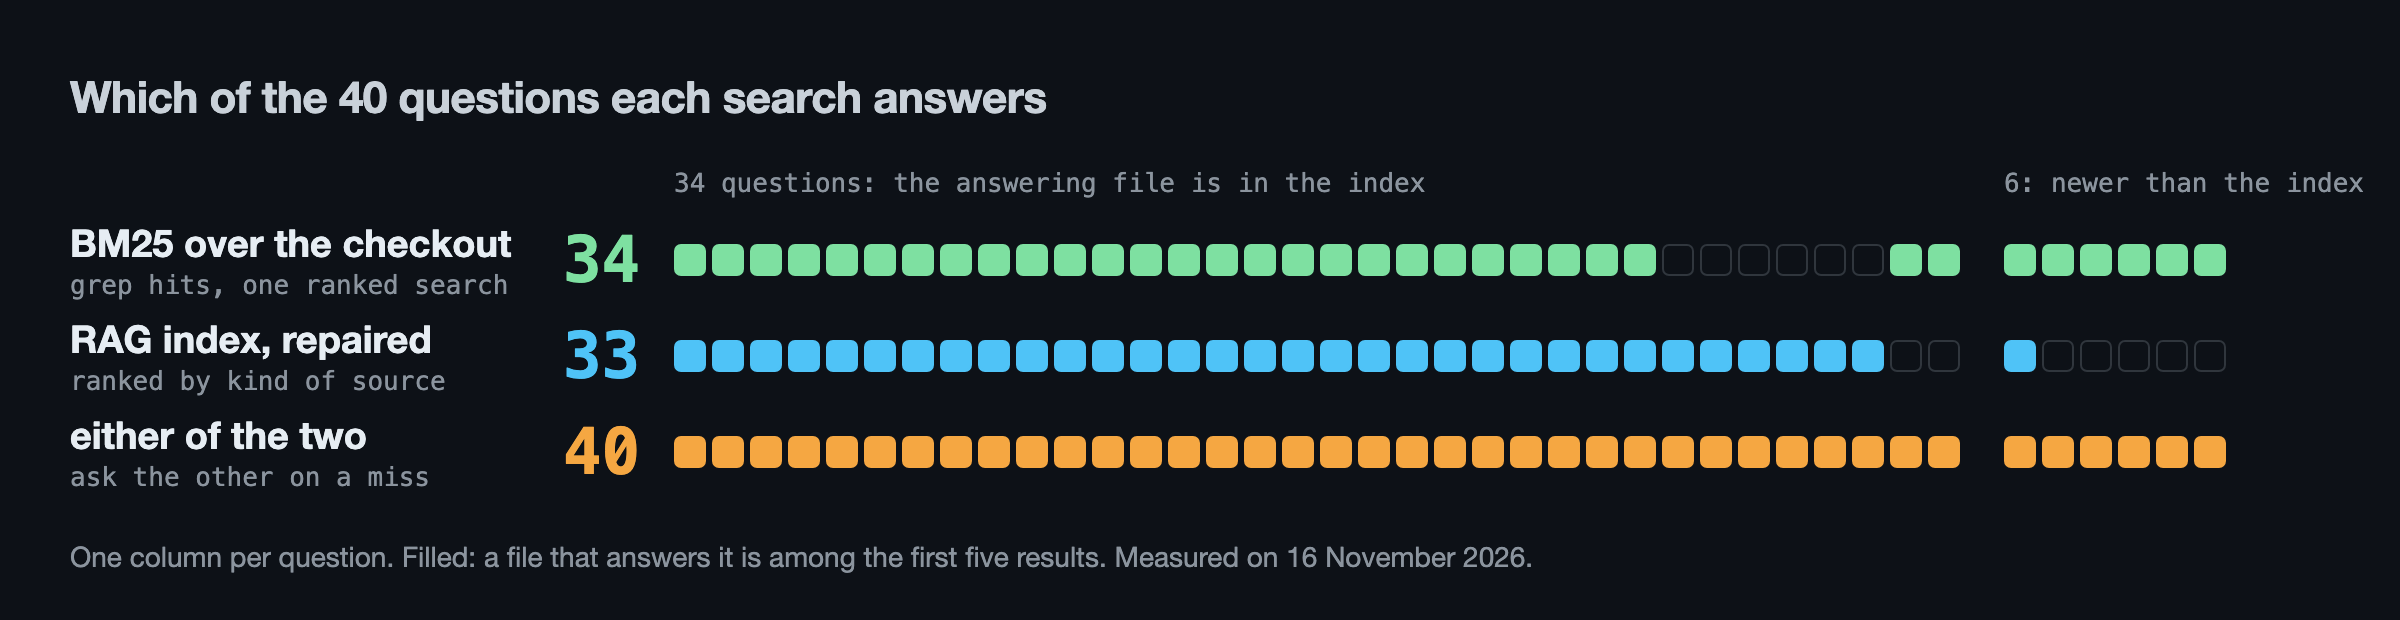 Which of the 40 questions each search answers
34 questions: the answering file is in the index
6: newer than the index
BM25 over the checkout
grep hits, one ranked search
34
RAG index, repaired
ranked by kind of source
33
either of the two
ask the other on a miss
40
One column per question. Filled: a file that answers it is among the first five results. Measured on 16 November 2026.